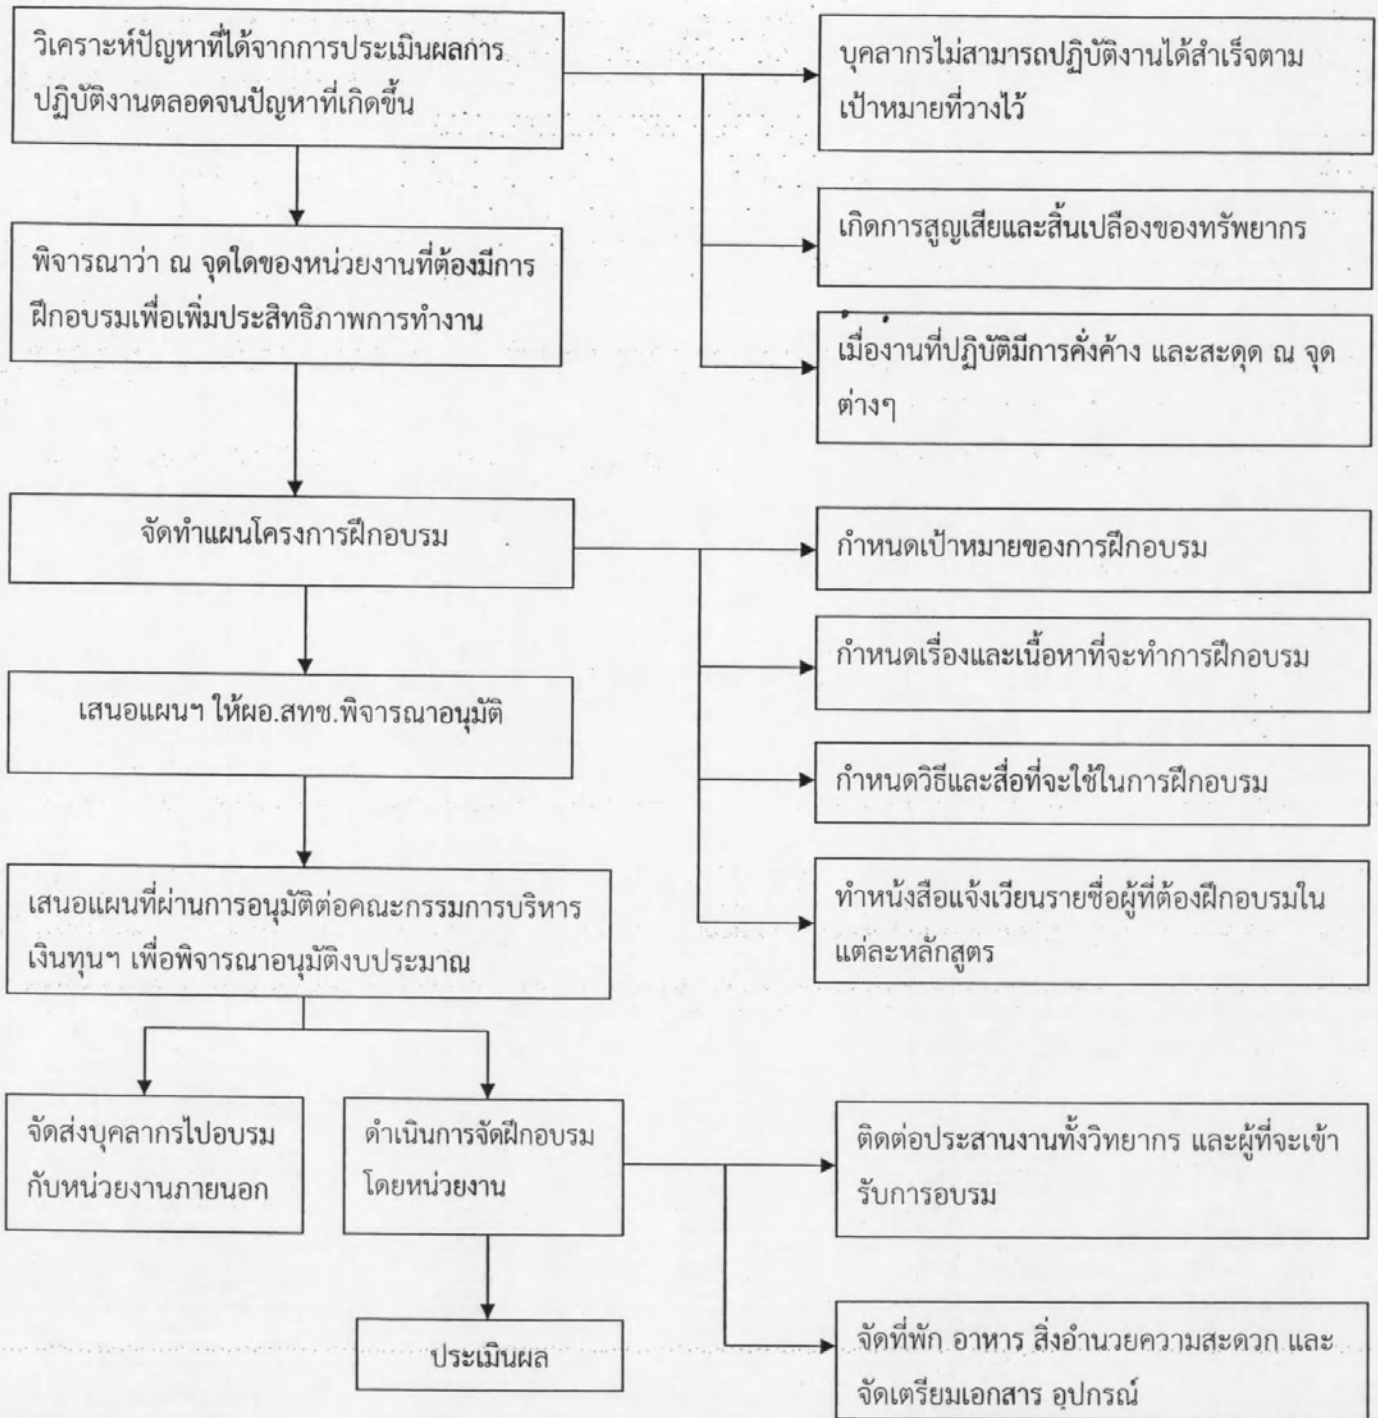 วิเคราะห์ปัญหาที่ได้จากการประเมินผลการ
ปฏิบัติงานตลอดจนปัญหาที่เกิดขึ้น
บุคลากรไม่สามารถปฏิบัติงานได้สำเร็จตาม
เป้าหมายที่วางไว้
เกิดการสูญเสียและสิ้นเปลืองของทรัพยากร
พิจารณาว่า ณ จุดใดของหน่วยงานที่ต้องมีการ
ฝึกอบรมเพื่อเพิ่มประสิทธิภาพการทำงาน
เมื่องานที่ปฏิบัติมีการคั่งค้าง และสะดุด ณ จุด
ต่างๆ
จัดทำแผนโครงการฝึกอบรม
กำหนดเป้าหมายของการฝึกอบรม
กำหนดเรื่องและเนื้อหาที่จะทำการฝึกอบรม
เสนอแผนฯ ให้ผอ.สทช.พิจารณาอนุมัติ
กำหนดวิธีและสื่อที่จะใช้ในการฝึกอบรม
เสนอแผนที่ผ่านการอนุมัติต่อคณะกรรมการบริหาร
เงินทุนฯ เพื่อพิจารณาอนุมัติงบประมาณ
ทำหนังสือแจ้งเวียนรายชื่อผู้ที่ต้องฝึกอบรมใน
แต่ละหลักสูตร
จัดส่งบุคลากรไปอบรม
กับหน่วยงานภายนอก
ดำเนินการจัดฝึกอบรม
โดยหน่วยงาน
ติดต่อประสานงานทั้งวิทยากร และผู้ที่จะเข้า
รับการอบรม
ประเมินผล
จัดที่พัก อาหาร สิ่งอำนวยความสะดวก และ
จัดเตรียมเอกสาร อุปกรณ์